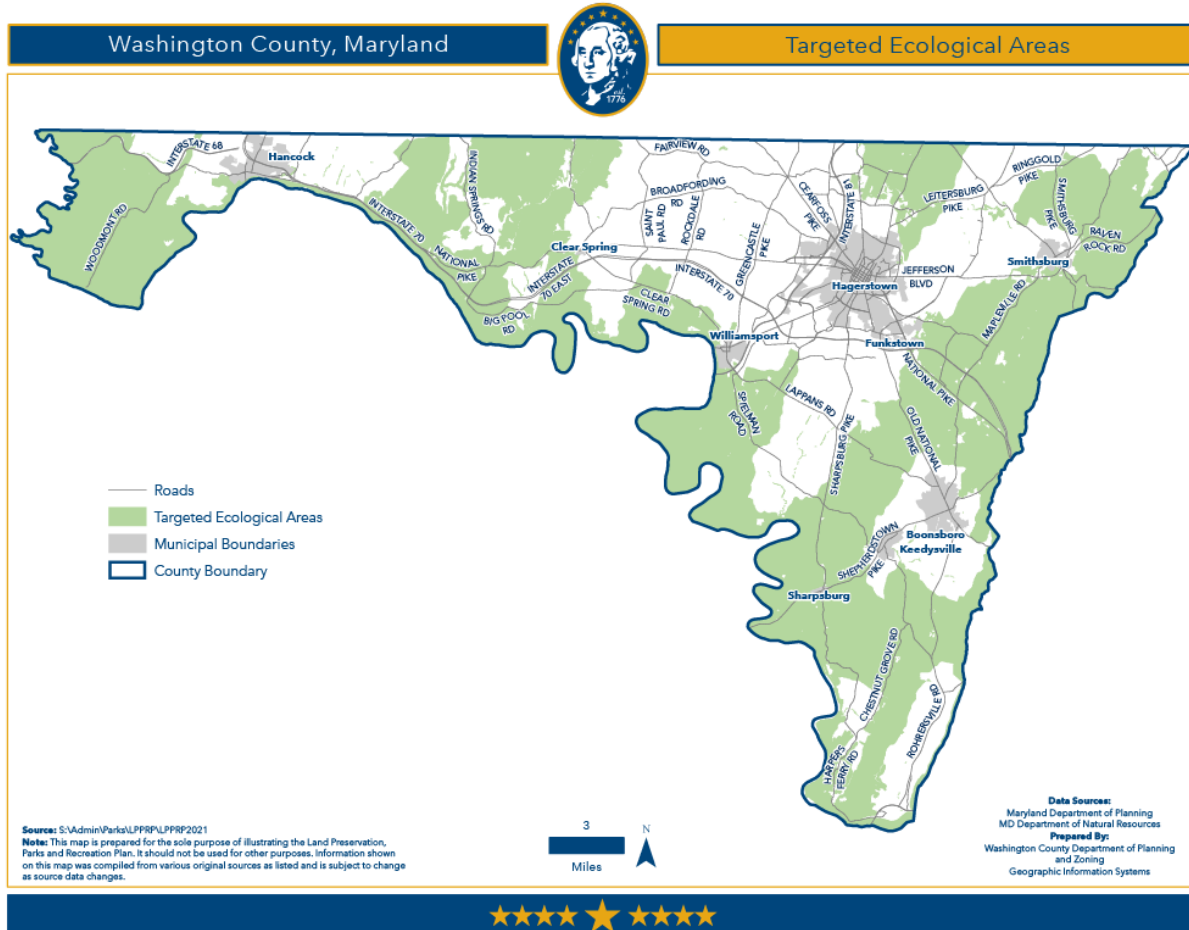 Washington County, Maryland
est.
1776
Targeted Ecological Areas
INTERSTATE 68
Hancock
WOODMONT RD
INTERSTATE 70
INDIAN SPRINGS RD
NATIONAL
PIKE
Clear Spring
INTERSTATE
70 EAST
BIG POOL
RD
FAIRVIEW RD
BROADFORDING
RD
SAINT
PAUL RD
ROCKDALE
RD
GREENCASTLE
PIKE
CEARFOSS
PIKE
INTERSTATE 81
LEITERSBURG
PIKE
RINGGOLD
PIKE
SMITHSBURG
PIKE
RAVEN
ROCK RD
Smithsburg
JEFFERSON
BLVD
Hagerstown
MAPLEVILLE RD
INTERSTATE 70
CLEAR
SPRING RD
Williamsport
Funkstown
NATIONAL PIKE
LAPPANS RD
SPIELMAN
ROAD
SHARPSBURG PIKE
OLD NATIONAL
PIKE
Boonsboro
Keedysville
SHEPHERDSTOWN
PIKE
Sharpsburg
CHESTNUT GROVE RD
ROHRERSVILLE RD
HARPERS
FERRY RD
Roads
Targeted Ecological Areas
Municipal Boundaries
County Boundary
Source: S:\Admin\Parks\LPPRP\LPPRP2021
Note: This map is prepared for the sole purpose of illustrating the Land Preservation,
Parks and Recreation Plan. It should not be used for other purposes. Information shown
on this map was compiled from various original sources as listed and is subject to change
as source data changes.
3
Miles
N
Data Sources:
Maryland Department of Planning
MD Department of Natural Resources
Prepared By:
Washington County Department of Planning
and Zoning
Geographic Information Systems